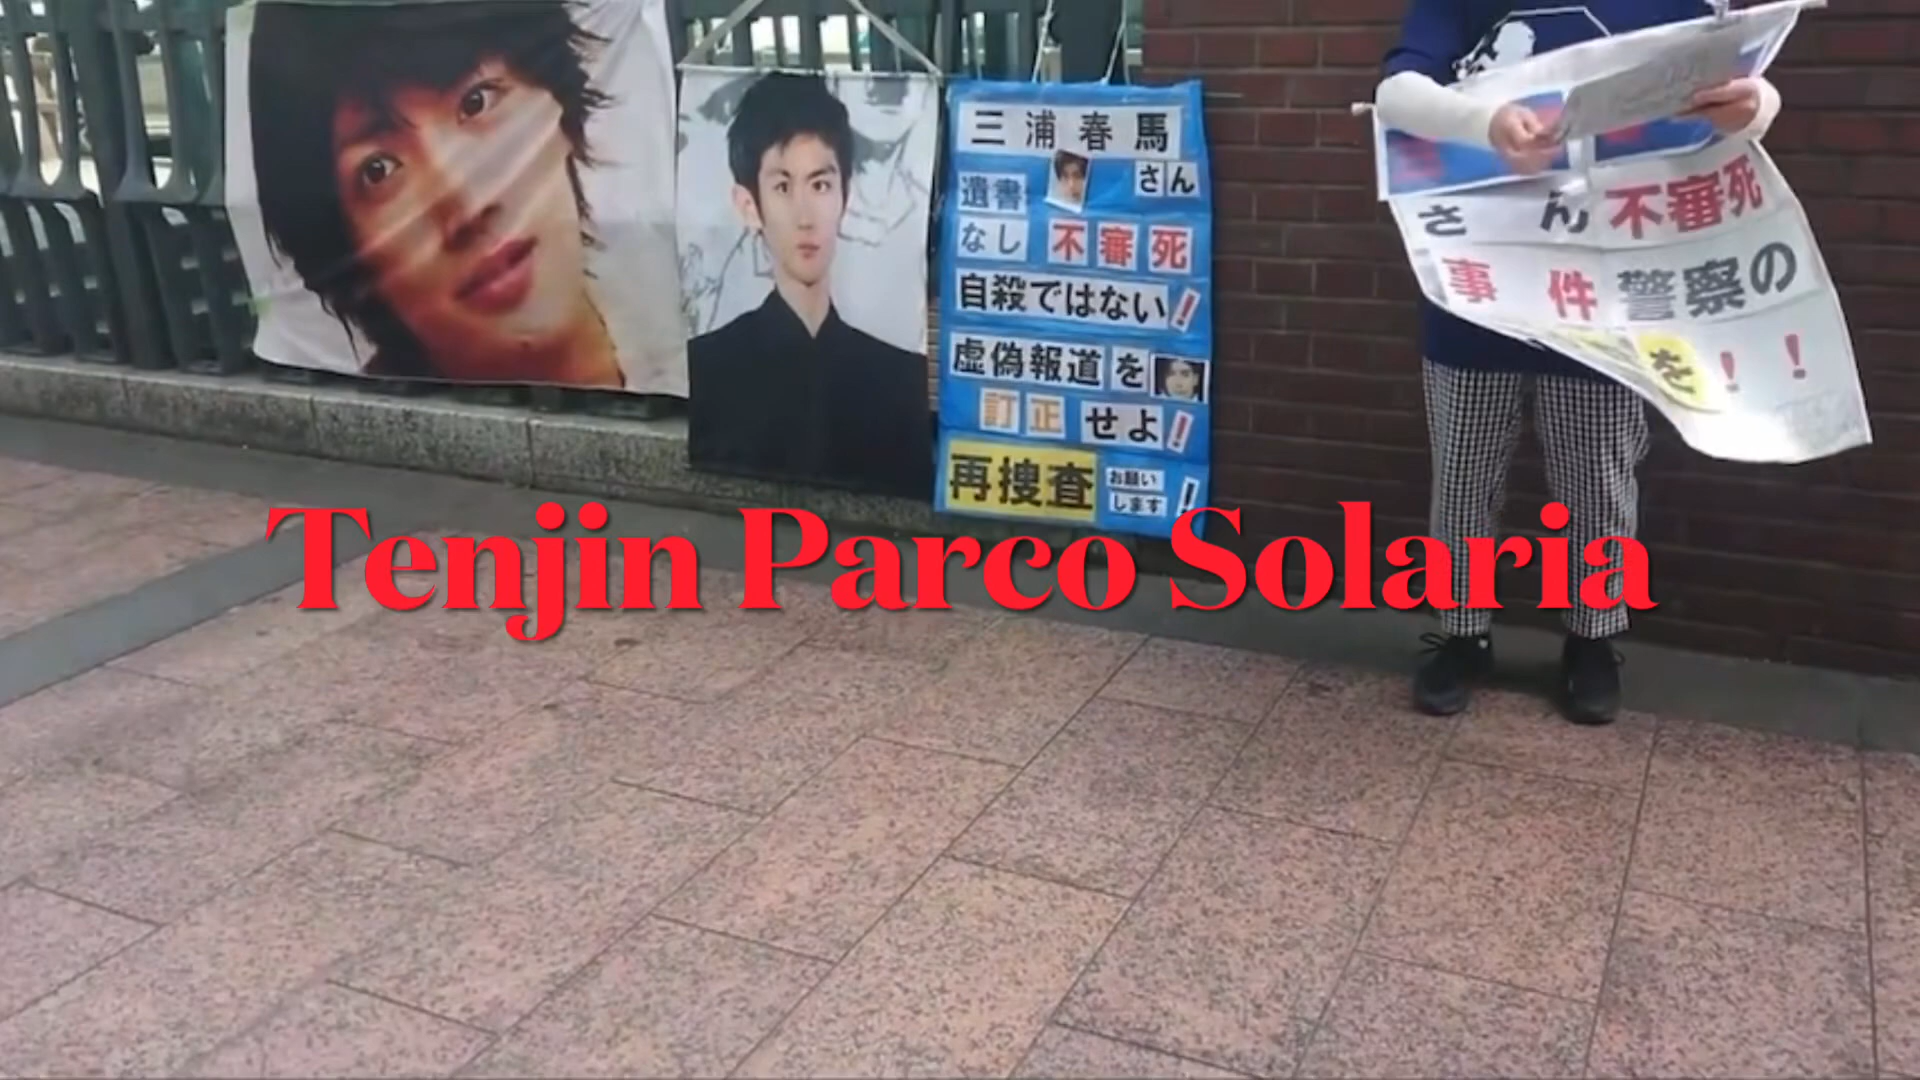 三浦春馬
さん
遺書
なし 不審死
自殺ではない!
虚偽報道を
訂正せよ!
再捜査 お願い
します !
さん不審死
事件警察の
を!!
Tenjin Parco Solaria